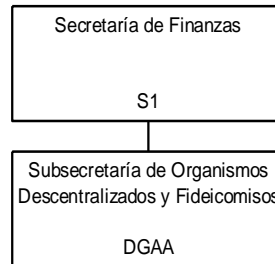 Secretaría de Finanzas
S1
Subsecretaría de Organismos
Descentralizados y Fideicomisos
DGAA